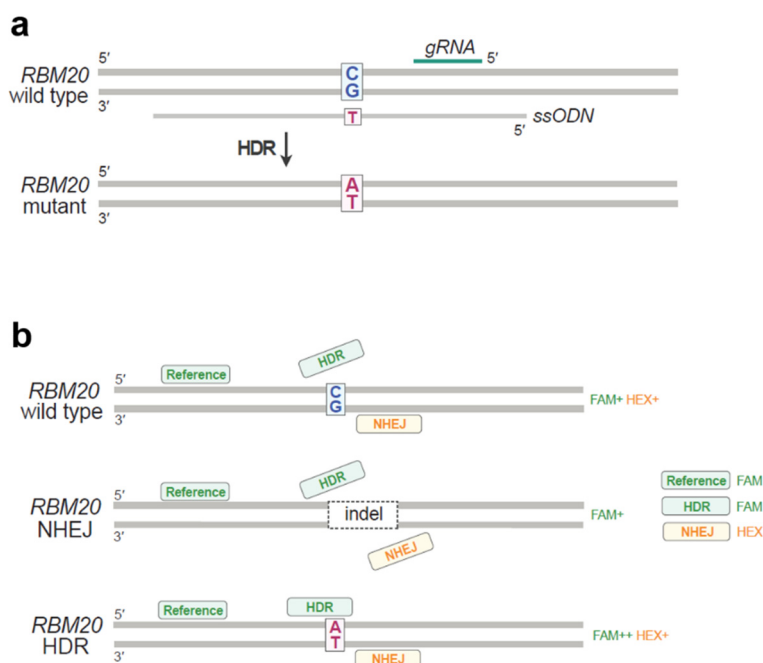 a
gRNA
5′
5′
RBM20
wild type
3′
C
G
T
ssODN
5′
HDR
5′
RBM20
mutant
3′
A
T
b
5′
Reference
HDR
RBM20
wild type
3′
C
G
NHEJ
FAM+ HEX+
5′
Reference
HDR
RBM20
NHEJ
3′
indel
NHEJ
FAM+
Reference FAM
HDR FAM
NHEJ HEX
5′
Reference
HDR
RBM20
HDR
3′
A
T
NHEJ
FAM++ HEX+